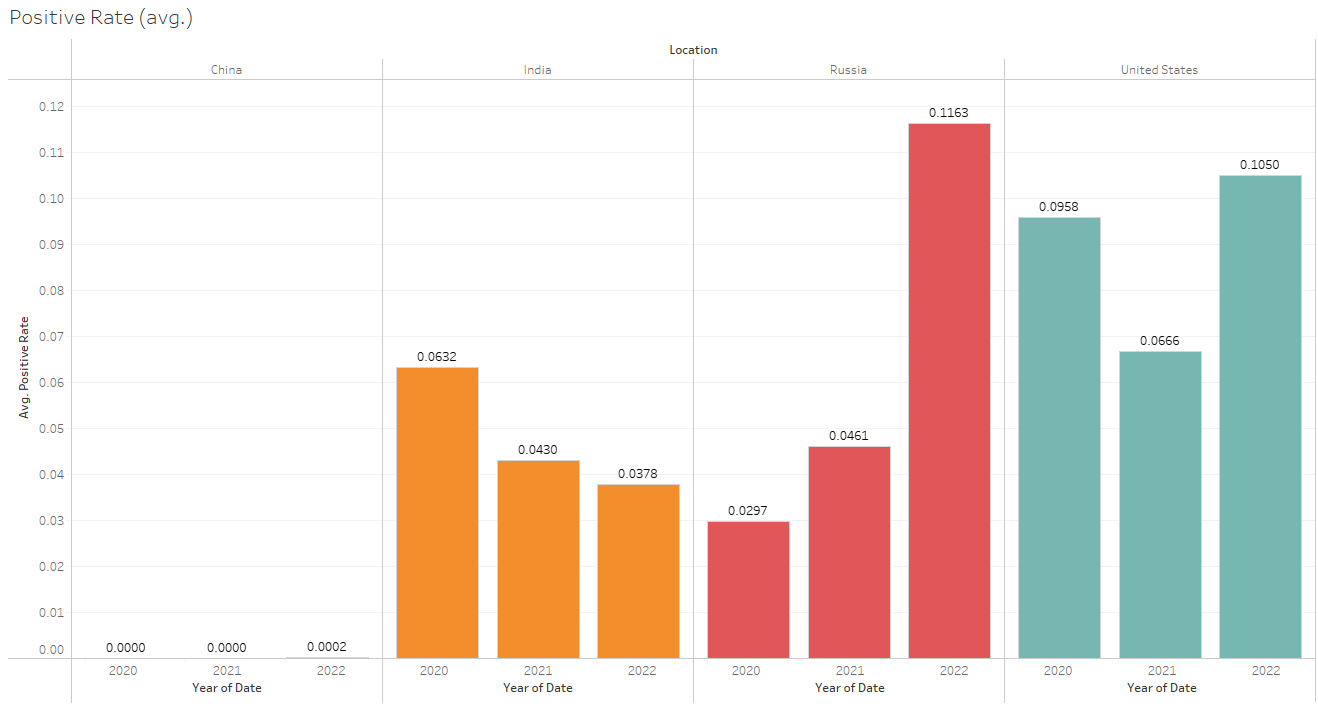 Positive Rate (avg.)
Location
China India Russia United States
0.12
0.11
0.10
0.09
0.08
0.07
0.06
0.05
0.04
0.03
0.02
0.01
0.00
Avg. Positive Rate
0.0000 0.0000 0.0002
0.0632 0.0430 0.0378
0.0297 0.0461 0.1163
0.0958 0.0666 0.1050
2020 2021 2022 2020 2021 2022 2020 2021 2022 2020 2021 2022
Year of Date Year of Date Year of Date Year of Date